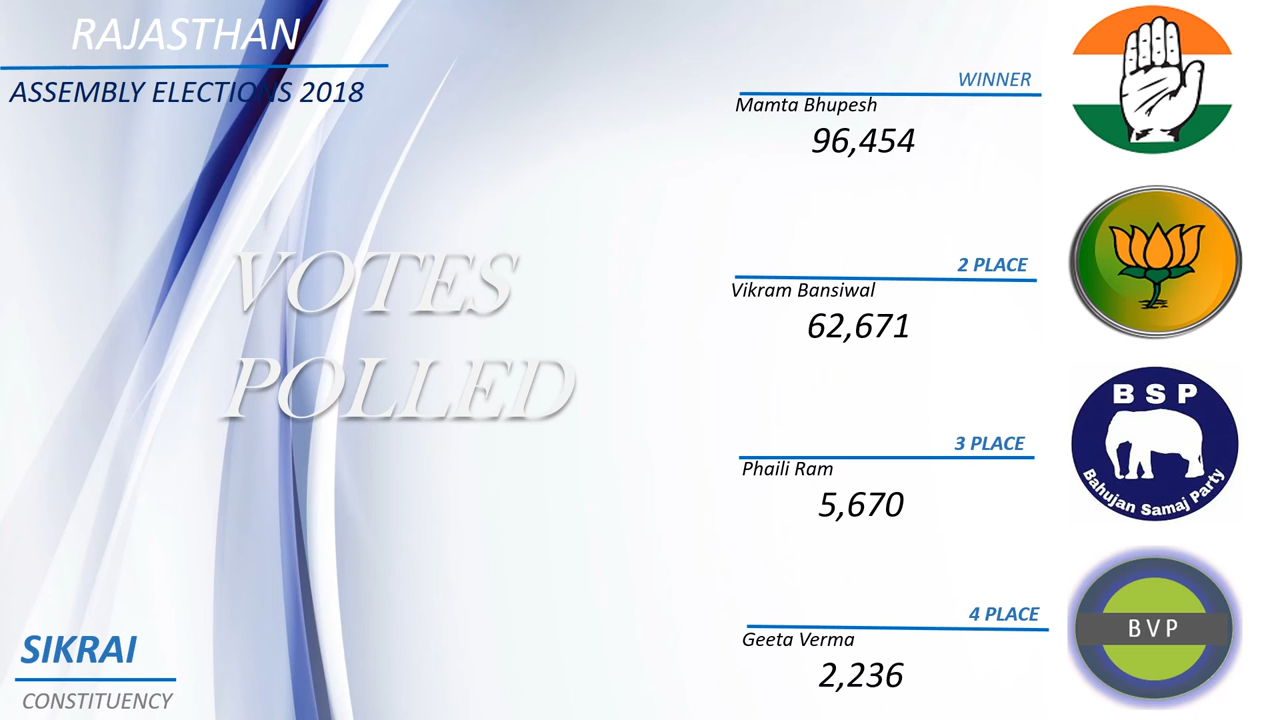 RAJASTHAN
ASSEMBLY ELECTIONS 2018
VOTES
POLLED
SIKRAI
CONSTITUENCY
WINNER
Mamta Bhupesh
96,454
2 PLACE
Vikram Bansiwal
62,671
3 PLACE
Phaili Ram
5,670
4 PLACE
Geeta Verma
2,236
B S P
Bahujan Samaj Party
B V P